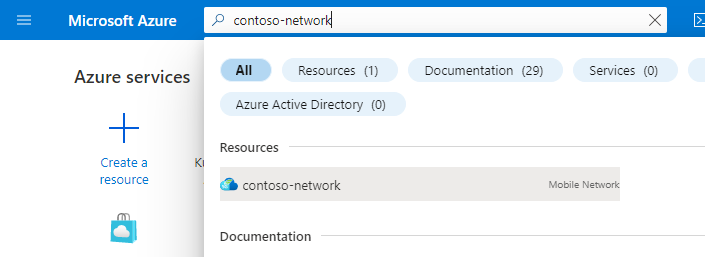 Microsoft Azure
contoso-network
All
Resources (1)
Documentation (29)
Services (0)
Azure Active Directory (0)
Azure services
Create a
resource
Resources
contoso-network
Mobile Network
Documentation